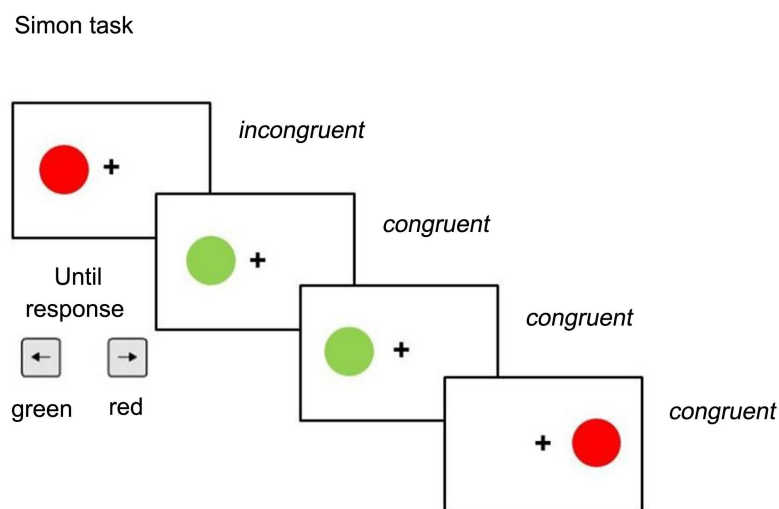 Simon task
incongruent
congruent
Until
response
congruent
← →
green red
congruent